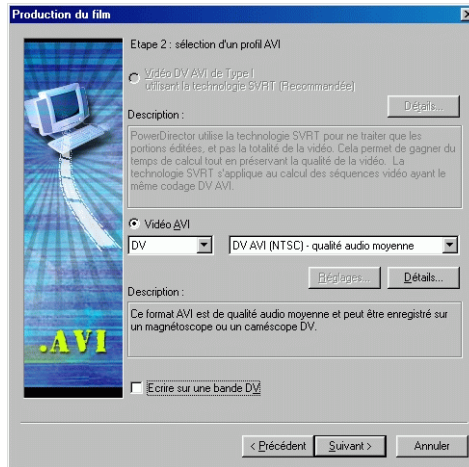 Production du film
Etape 2 : sélection d'un profil AVI
Vidéo DV AVI de Type I
utilisant la technologie SVRT (Recommandée)
Détails...
Description :
PowerDirector utilise la technologie SVRT pour ne traiter que les
portions éditées, et pas la totalité de la vidéo. Cela permet de gagner du
temps de calcul tout en préservant la qualité de la vidéo. La
technologie SVRT s'applique au calcul des séquences vidéo ayant le
même codage DV AVI.
Vidéo AVI
DV
DV AVI (NTSC) - qualité audio moyenne
Réglages...
Détails...
Description :
Ce format AVI est de qualité audio moyenne et peut être enregistré sur
un magnétoscope ou un caméscope DV.
.AVI
Ecrire sur une bande DV
< Précédent
Suivant >
Annuler